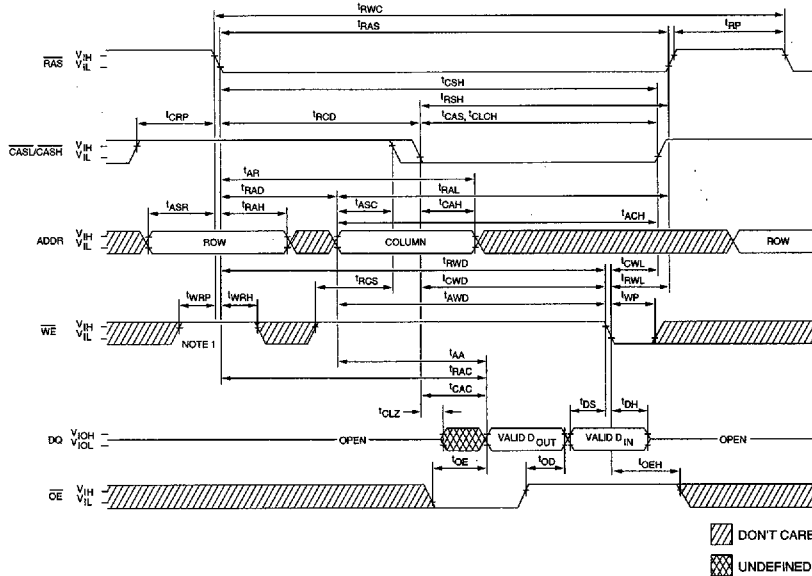 tRWC
tRAS
tRP
RAS VIH VIL
tCSH
tRSH
tCRP
tRCD
tCAS, tCLCH
CASL/CASH VIH VIL
tAR
tRAD
tRAL
tASR
tRAH
tASC
tCAH
tACH
ADDR VIH VIL
ROW
COLUMN
ROW
tRWD
tCWL
tRCS
tCWD
tRWL
tWRP
tWRH
tAWD
tWP
WE VIH VIL
NOTE 1
tAA
tRAC
tCAC
tCLZ
tDS
tDH
DQ VIOH VIOL
OPEN
VALID DOUT
VALID DIN
OPEN
tOE
tOD
tOEH
OE VIH VIL
DON'T CARE
UNDEFINED